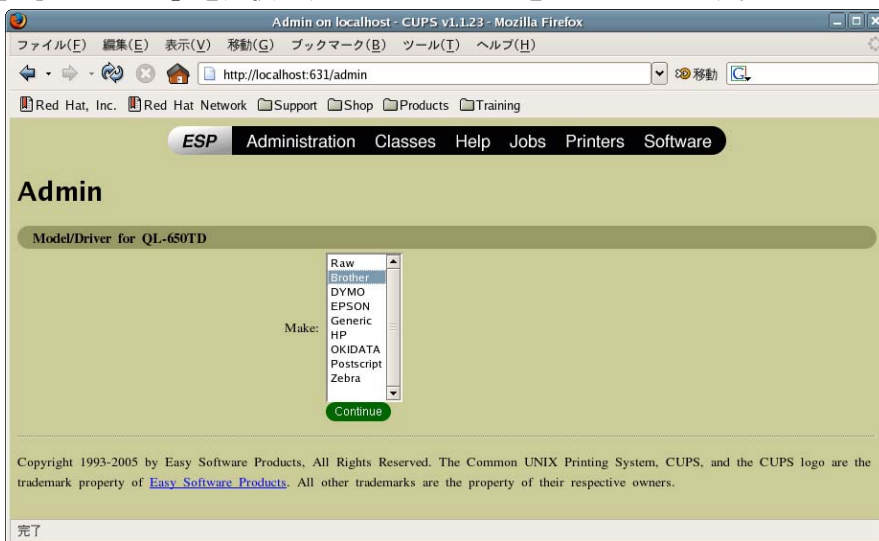 Admin on localhost - CUPS v1.1.23 - Mozilla Firefox
ファイル(F) 編集(E) 表示(V) 移動(G) ブックマーク(B) ツール(T) ヘルプ(H)
http://localhost:631/admin 移動 G
Red Hat, Inc. Red Hat Network Support Shop Products Training
ESP Administration Classes Help Jobs Printers Software
Admin
Model/Driver for QL-650TD
Make:
Raw
Brother
DYMO
EPSON
Generic
HP
OKIDATA
Postscript
Zebra
Continue
Copyright 1993-2005 by Easy Software Products, All Rights Reserved. The Common UNIX Printing System, CUPS, and the CUPS logo are the
trademark property of Easy Software Products. All other trademarks are the property of their respective owners.
完了